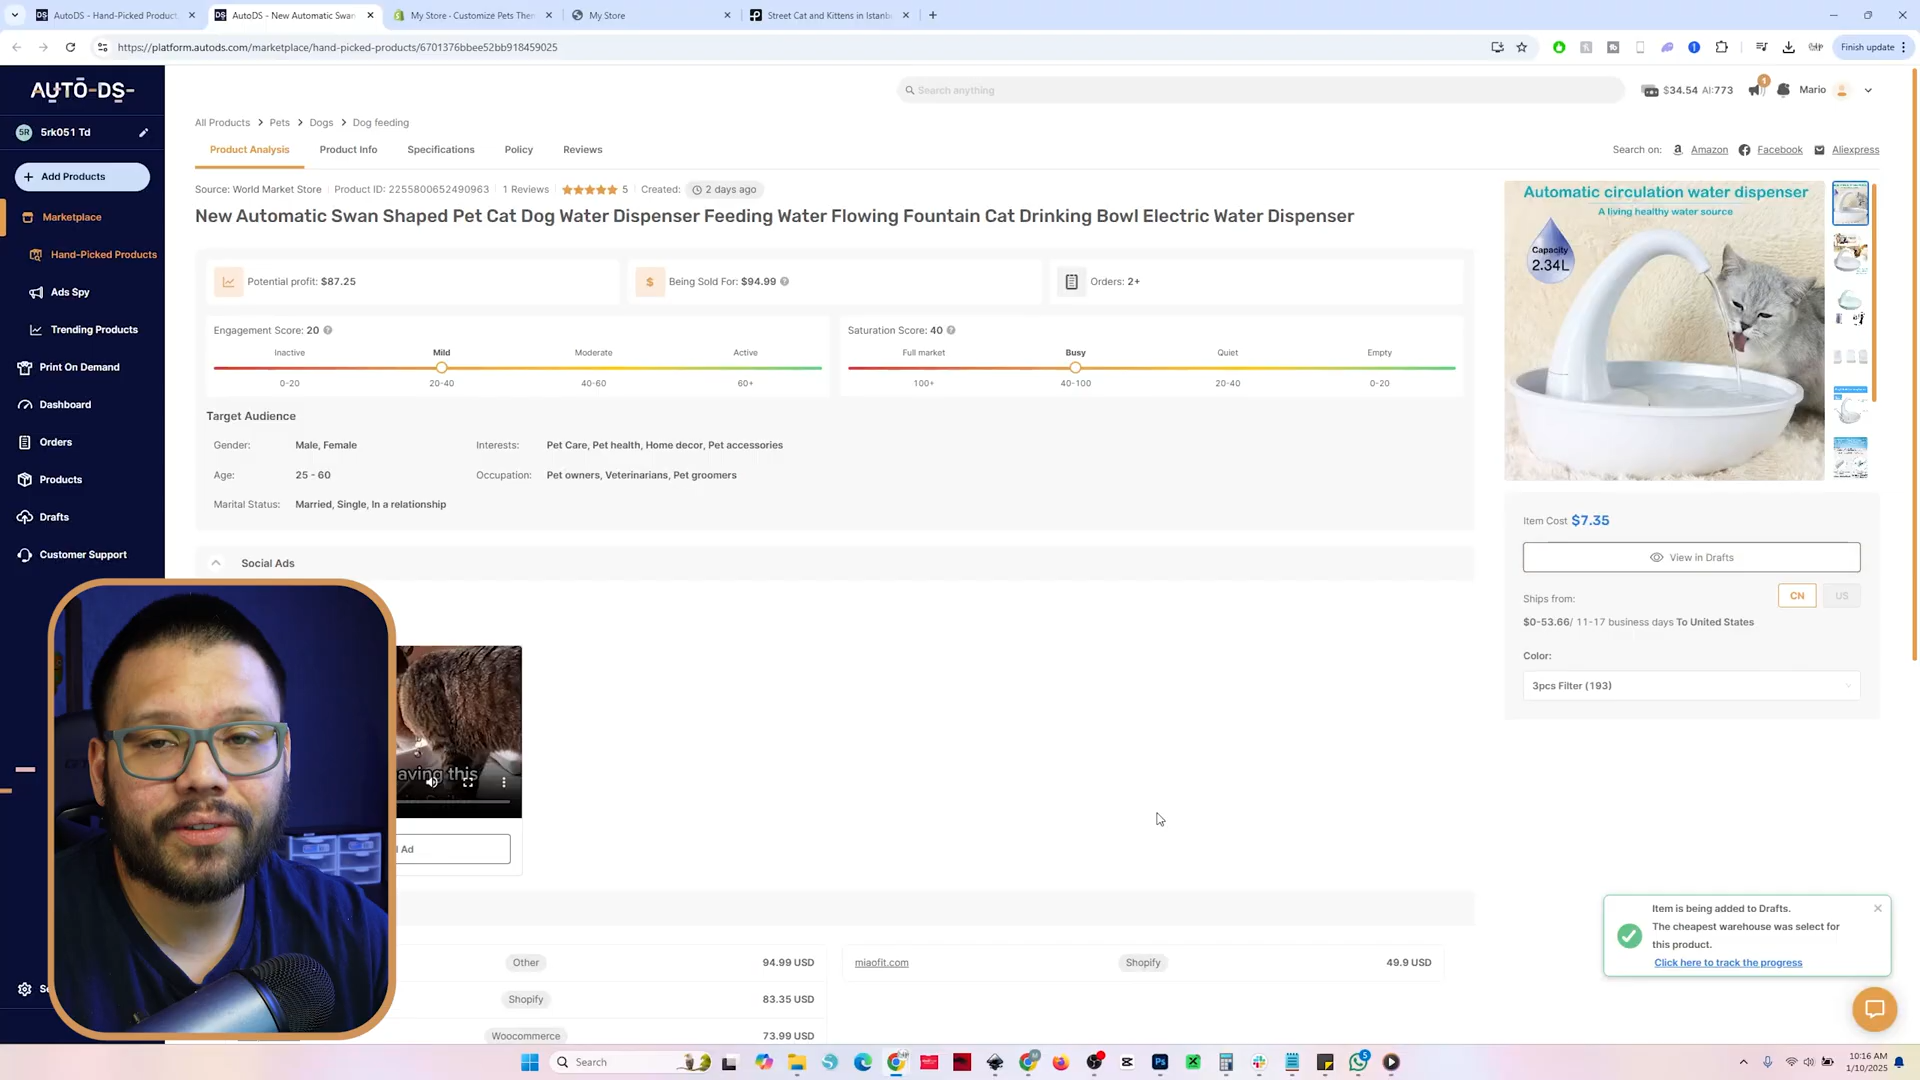 AutoDS - Hand-Picked Product
AutoDS - New Automatic Swan
My Store · Customize Pets Them
My Store
Street Cat and Kittens in Istanb
https://platform.autods.com/marketplace/hand-picked-products/6701376bbee52bb918459025
Finish update
AUTO-DS-
Search anything
$34.54 AI:773
1
Mario
5R 5rk051 Td
Add Products
Marketplace
Hand-Picked Products
Ads Spy
Trending Products
Print On Demand
Dashboard
Orders
Products
Drafts
Customer Support
All Products > Pets > Dogs > Dog feeding
Product Analysis
Product Info
Specifications
Policy
Reviews
Search on: Amazon Facebook Aliexpress
Source: World Market Store
Product ID: 2255800652490963
1 Reviews
5
Created: 2 days ago
New Automatic Swan Shaped Pet Cat Dog Water Dispenser Feeding Water Flowing Fountain Cat Drinking Bowl Electric Water Dispenser
Potential profit: $87.25
Being Sold For: $94.99
Orders: 2+
Engagement Score: 20
Inactive Mild Moderate Active
0-20 20-40 40-60 60+
Saturation Score: 40
Full market Busy Quiet Empty
100+ 40-100 20-40 0-20
Target Audience
Gender: Male, Female
Interests: Pet Care, Pet health, Home decor, Pet accessories
Age: 25 - 60
Occupation: Pet owners, Veterinarians, Pet groomers
Marital Status: Married, Single, In a relationship
Social Ads
aving this
Ad
Other 94.99 USD
miaofit.com Shopify 49.9 USD
Shopify 83.35 USD
Woocommerce 73.99 USD
Automatic circulation water dispenser
A living healthy water source
Capacity
2.34L
Item Cost $7.35
View in Drafts
Ships from: CN US
$0-53.66/ 11-17 business days To United States
Color:
3pcs Filter (193)
Item is being added to Drafts.
The cheapest warehouse was select for
this product.
Click here to track the progress
Search
5
10:16 AM
1/10/2025